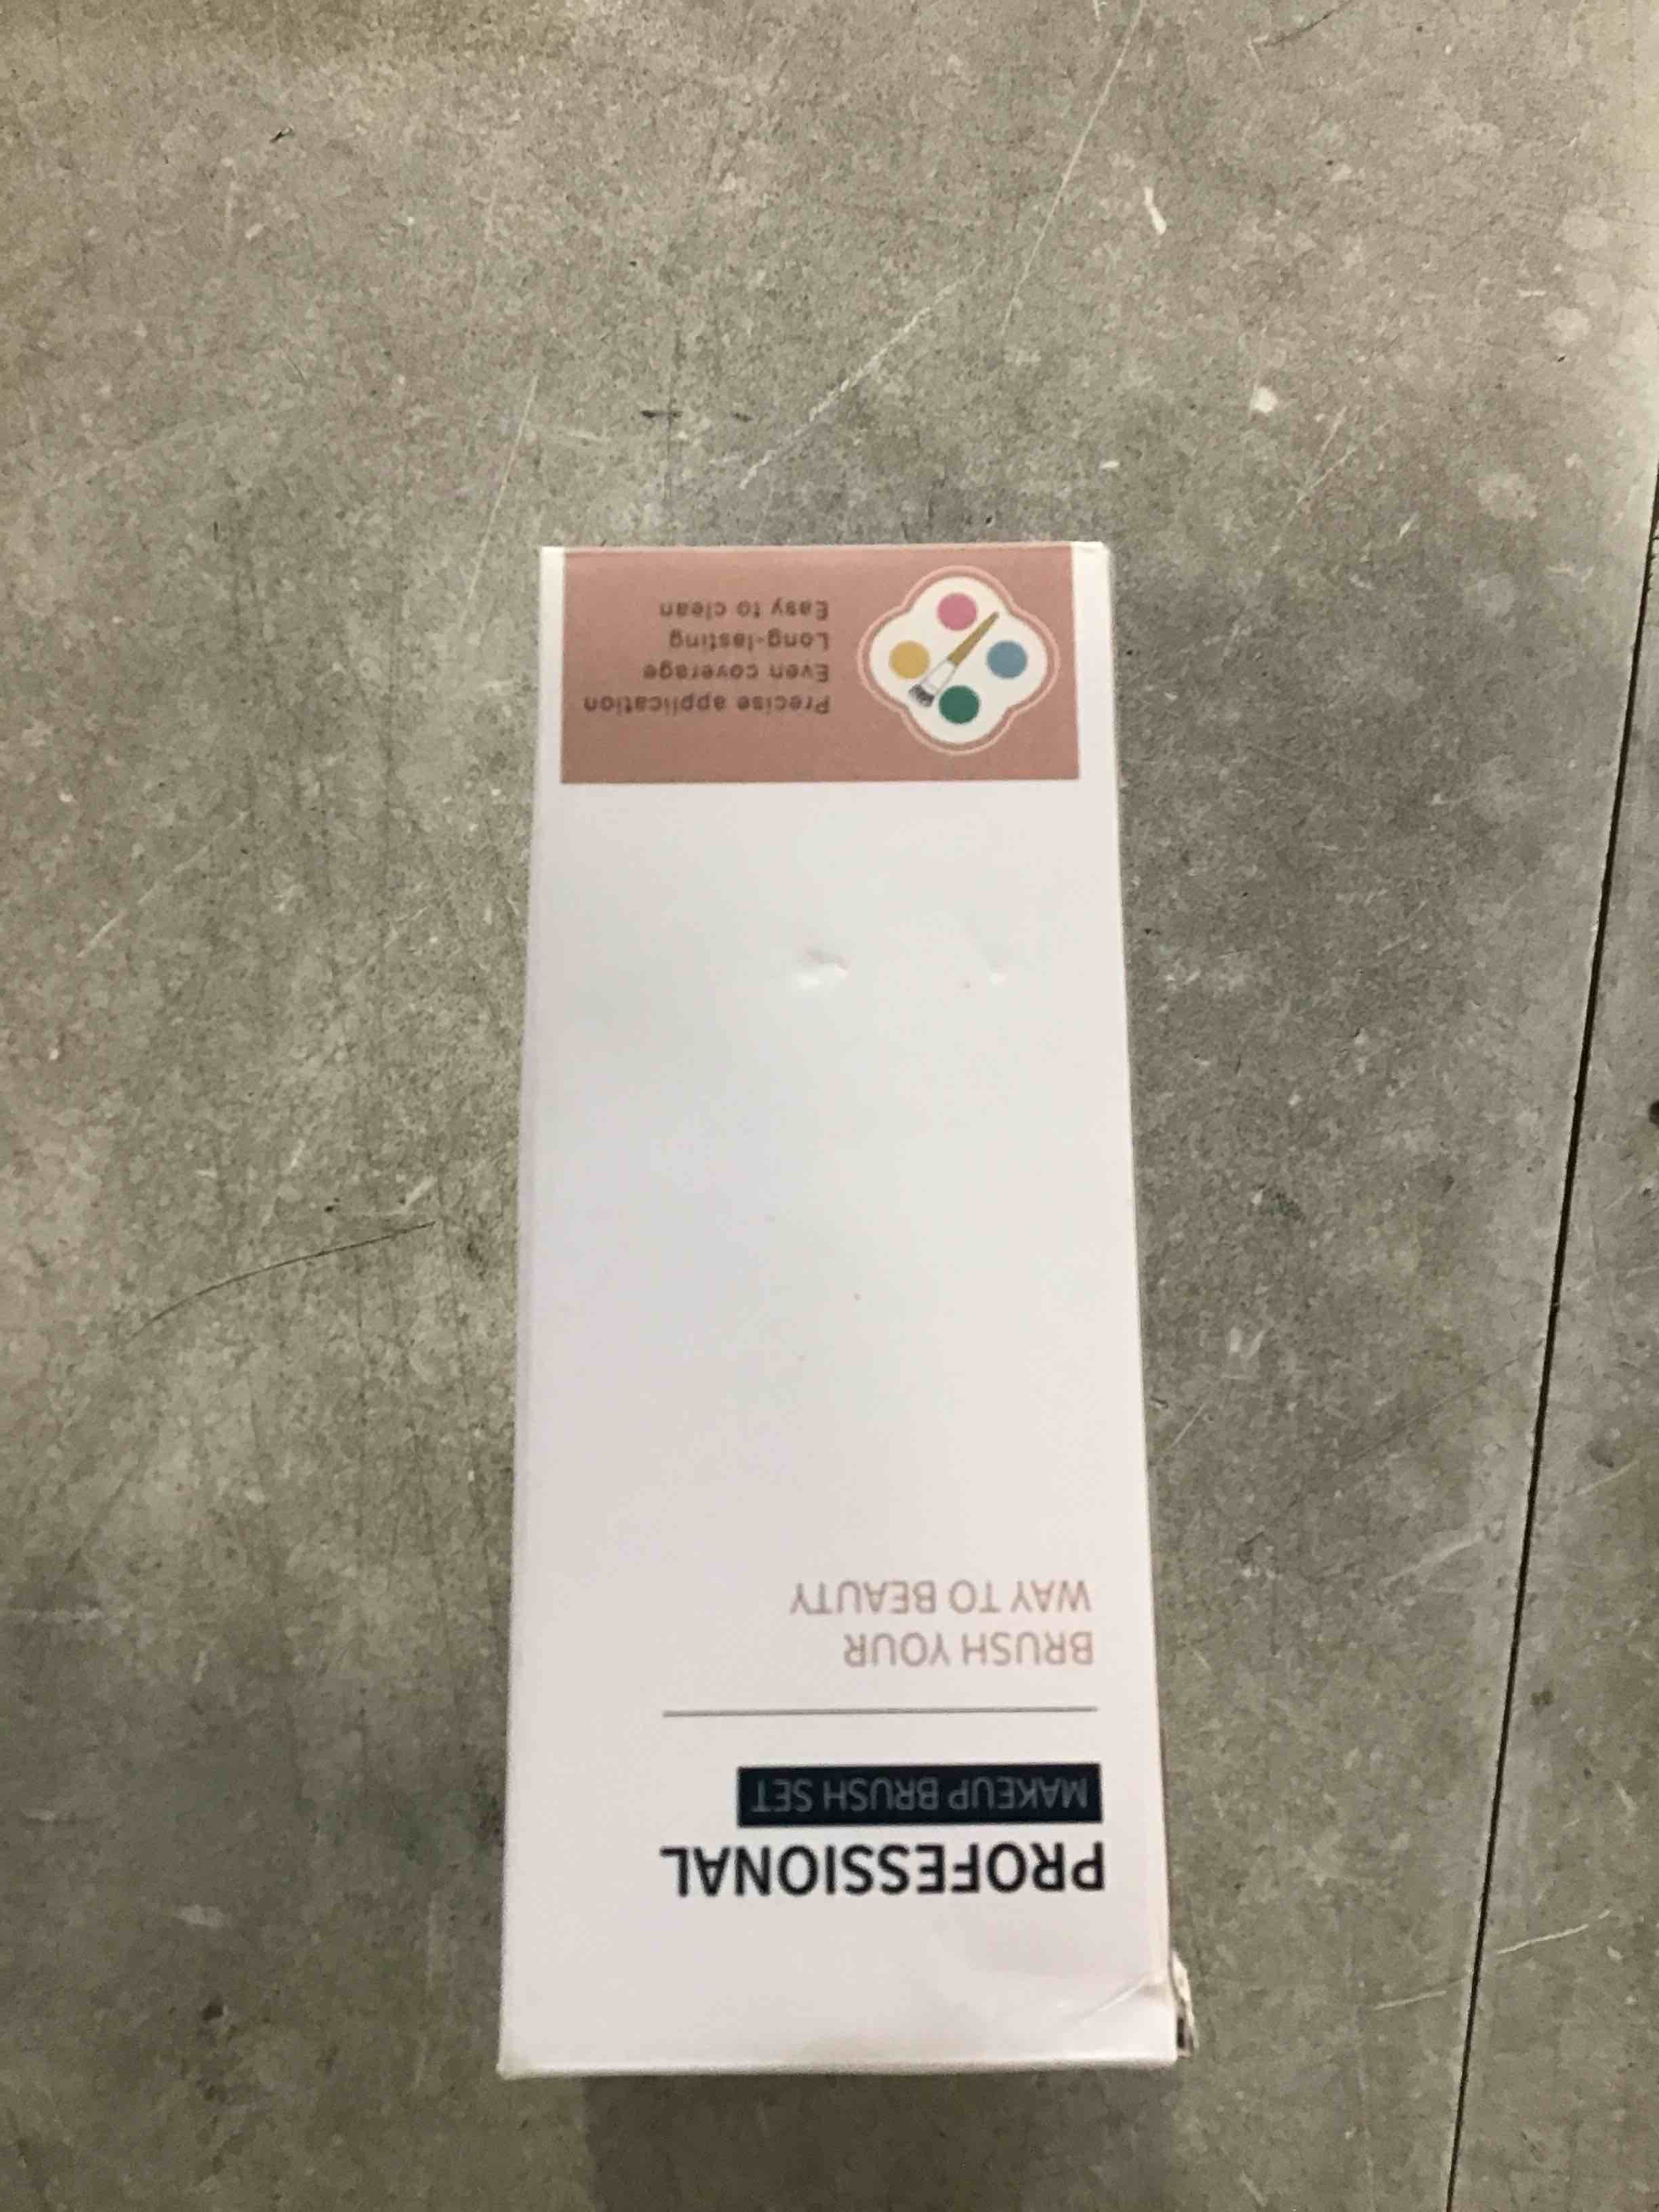 PROFESSIONAL
MAKEUP BRUSH SET
BRUSH YOUR
WAY TO BEAUTY
Precise application
Even coverage
Long-lasting
Easy to clean